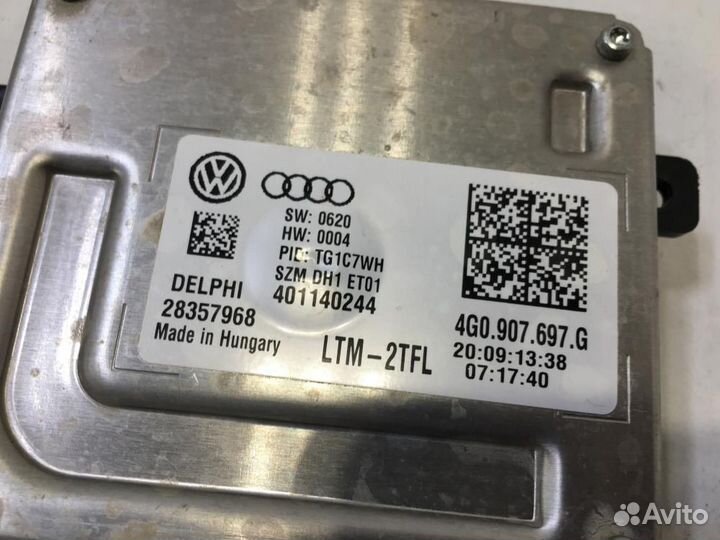 SW: 0620
HW: 0004
PID: TG1C7WH
SZM DH1 ET01
401140244
DELPHI
28357968
Made in Hungary
LTM-2TFL
4G0.907.697.G
20:09:13:38
07:17:40
Avito